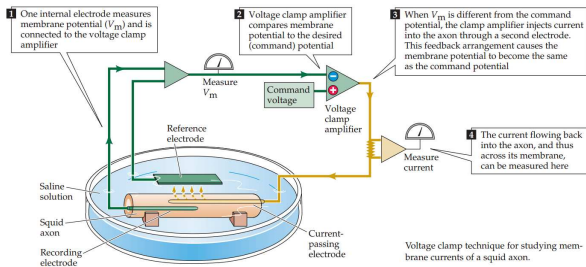 1 One internal electrode measures
membrane potential (Vm) and is
connected to the voltage clamp
amplifier
2 Voltage clamp amplifier
compares membrane
potential to the desired
(command) potential
3 When Vm is different from the command
potential, the clamp amplifier injects current
into the axon through a second electrode.
This feedback arrangement causes the
membrane potential to become the same
as the command potential
Measure
Vm
Command
voltage
−
+
Voltage
clamp
amplifier
Reference
electrode
4 The current flowing back
into the axon, and thus
across its membrane,
can be measured here
Measure
current
Saline
solution
Squid
axon
Recording
electrode
Current-
passing
electrode
Voltage clamp technique for studying mem-
brane currents of a squid axon.